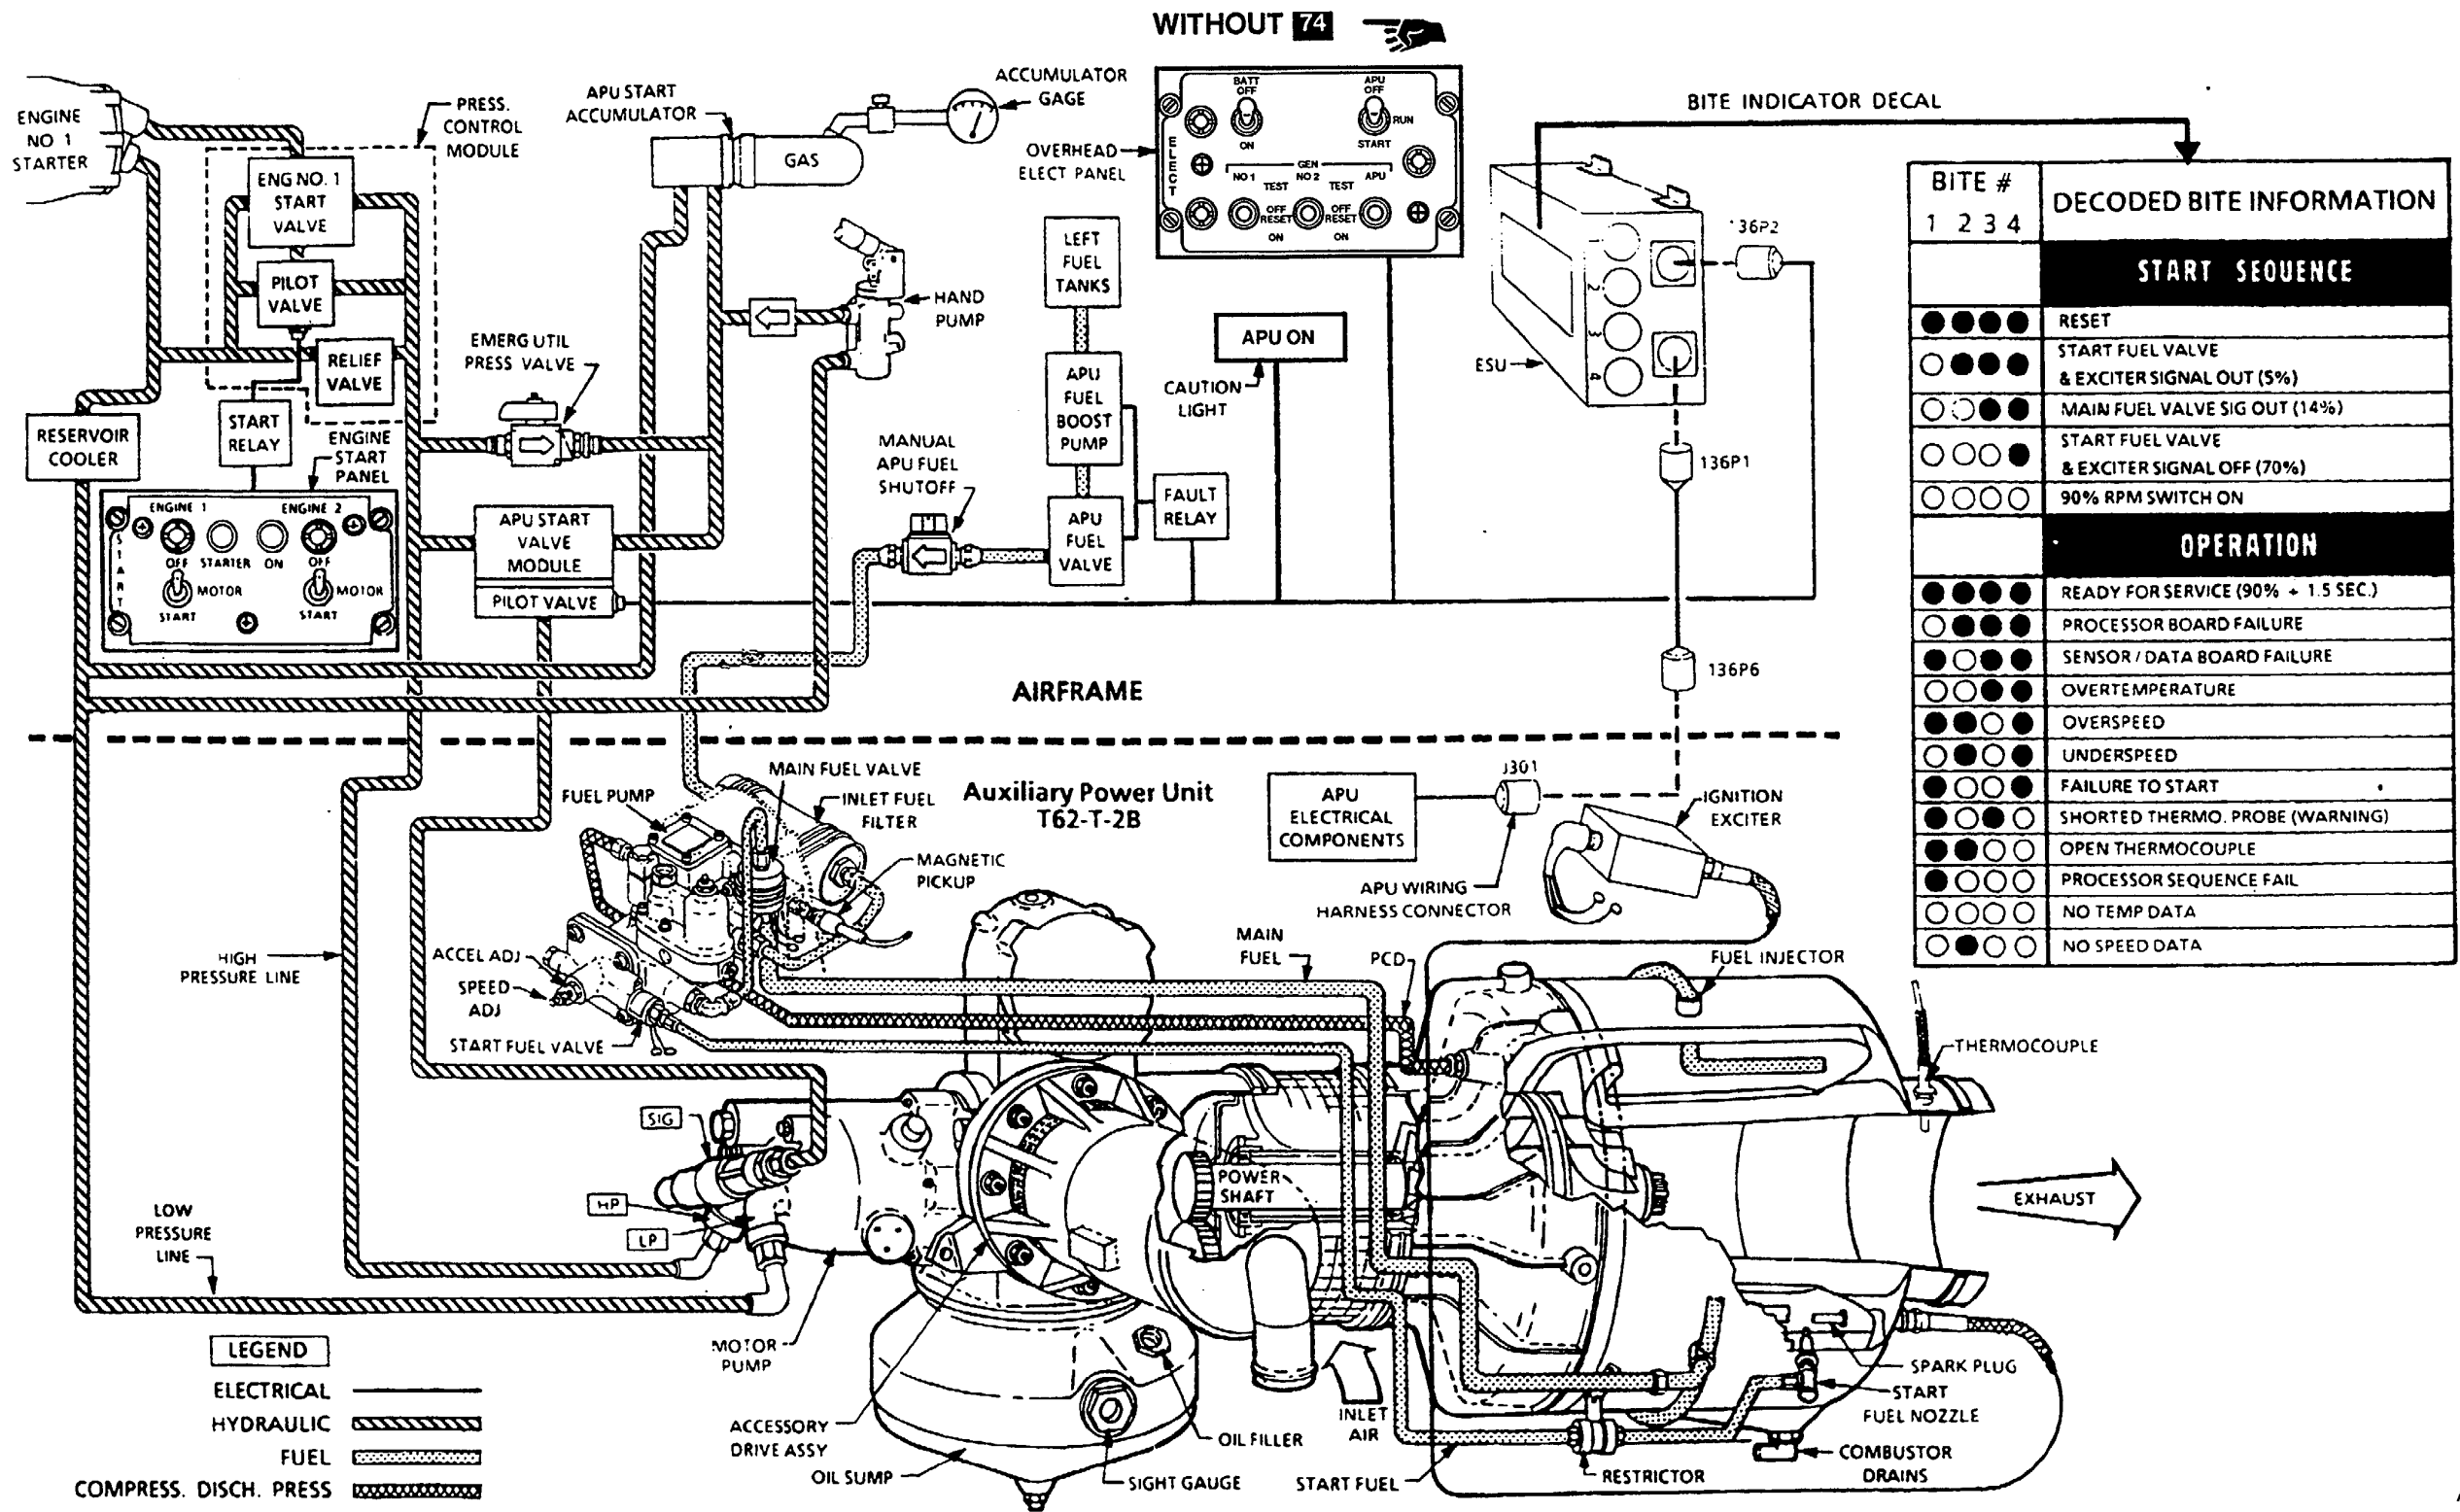 WITHOUT 74
ENGINE
NO 1
STARTER
PRESS.
CONTROL
MODULE
ENG NO. 1
START
VALVE
PILOT
VALVE
RELIEF
VALVE
START
RELAY
RESERVOIR
COOLER
ENGINE
START
PANEL
ENGINE 1
ENGINE 2
START
OFF
STARTER
ON
OFF
MOTOR
MOTOR
START
START
APU START
ACCUMULATOR
GAS
ACCUMULATOR
GAGE
HAND
PUMP
EMERG UTIL
PRESS VALVE
APU START
VALVE
MODULE
PILOT VALVE
MANUAL
APU FUEL
SHUTOFF
LEFT
FUEL
TANKS
APU
FUEL
BOOST
PUMP
APU
FUEL
VALVE
FAULT
RELAY
OVERHEAD
ELECT PANEL
ELECT
BATT
OFF
ON
APU
OFF
RUN
START
GEN
NO 1
TEST
NO 2
TEST
APU
OFF
RESET
OFF
RESET
ON
ON
APU ON
CAUTION
LIGHT
BITE INDICATOR DECAL
ESU
1
2
3
4
136P2
136P1
136P6
BITE #
1 2 3 4
DECODED BITE INFORMATION
START SEQUENCE
RESET
START FUEL VALVE
& EXCITER SIGNAL OUT (5%)
MAIN FUEL VALVE SIG OUT (14%)
START FUEL VALVE
& EXCITER SIGNAL OFF (70%)
90% RPM SWITCH ON
OPERATION
READY FOR SERVICE (90% + 1.5 SEC.)
PROCESSOR BOARD FAILURE
SENSOR / DATA BOARD FAILURE
OVERTEMPERATURE
OVERSPEED
UNDERSPEED
FAILURE TO START
SHORTED THERMO. PROBE (WARNING)
OPEN THERMOCOUPLE
PROCESSOR SEQUENCE FAIL
NO TEMP DATA
NO SPEED DATA
AIRFRAME
Auxiliary Power Unit
T62-T-2B
MAIN FUEL VALVE
FUEL PUMP
INLET FUEL
FILTER
MAGNETIC
PICKUP
ACCEL ADJ
SPEED
ADJ
START FUEL VALVE
HIGH
PRESSURE LINE
LOW
PRESSURE
LINE
APU
ELECTRICAL
COMPONENTS
J301
APU WIRING
HARNESS CONNECTOR
IGNITION
EXCITER
MAIN
FUEL
PCD
FUEL INJECTOR
THERMOCOUPLE
SIG
HP
LP
POWER
SHAFT
EXHAUST
MOTOR
PUMP
ACCESSORY
DRIVE ASSY
OIL SUMP
SIGHT GAUGE
OIL FILLER
INLET
AIR
START FUEL
RESTRICTOR
SPARK PLUG
START
FUEL NOZZLE
COMBUSTOR
DRAINS
LEGEND
ELECTRICAL
HYDRAULIC
FUEL
COMPRESS. DISCH. PRESS